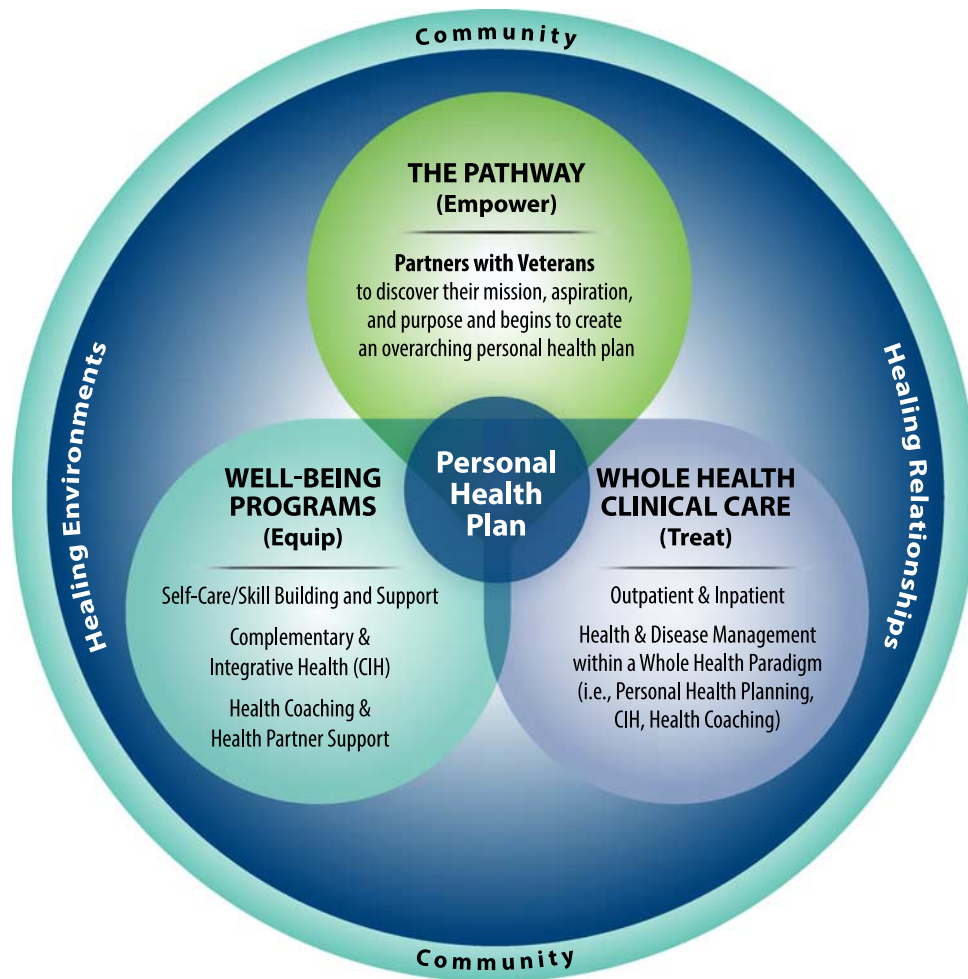 Community
THE PATHWAY
(Empower)
Partners with Veterans
to discover their mission, aspiration,
and purpose and begins to create
an overarching personal health plan
Healing Environments
Healing Relationships
Personal
Health
Plan
WELL-BEING
PROGRAMS
(Equip)
Self-Care/Skill Building and Support
Complementary &
Integrative Health (CIH)
Health Coaching &
Health Partner Support
WHOLE HEALTH
CLINICAL CARE
(Treat)
Outpatient & Inpatient
Health & Disease Management
within a Whole Health Paradigm
(i.e., Personal Health Planning,
CIH, Health Coaching)
Community